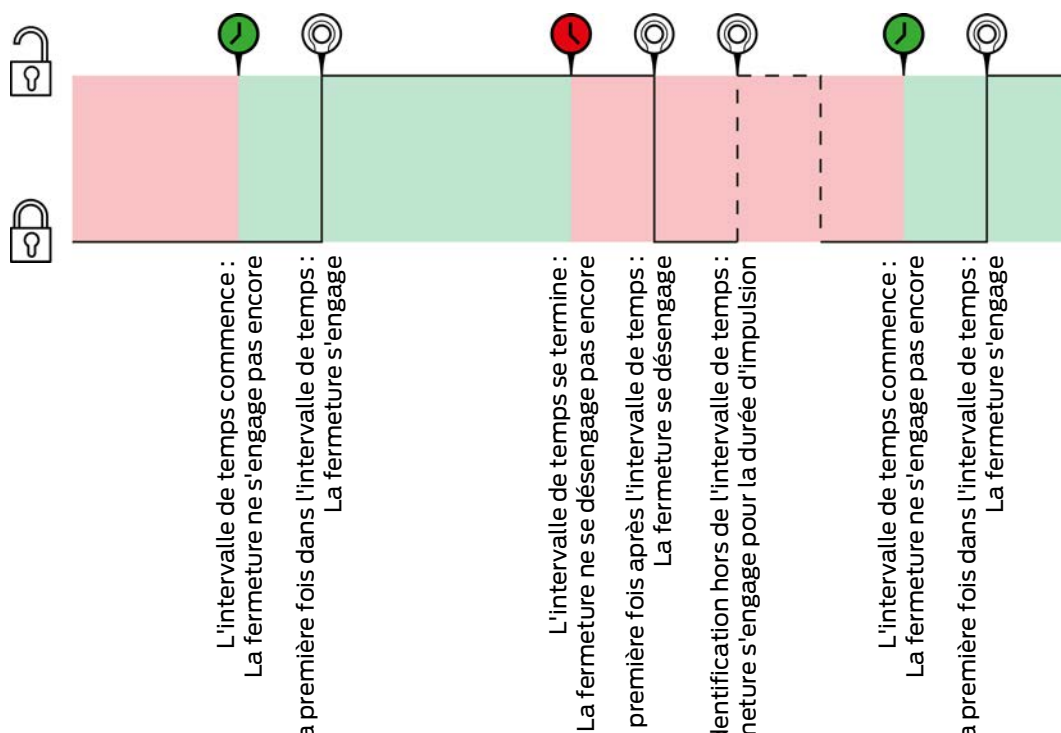 L'intervalle de temps commence :
La fermeture ne s'engage pas encore
première fois dans l'intervalle de temps :
La fermeture s'engage
L'intervalle de temps se termine :
La fermeture ne se désengage pas encore
première fois après l'intervalle de temps :
La fermeture se désengage
hors de l'intervalle de temps :
s'engage pour la durée d'impulsion
L'intervalle de temps commence :
La fermeture ne s'engage pas encore
première fois dans l'intervalle de temps :
La fermeture s'engage